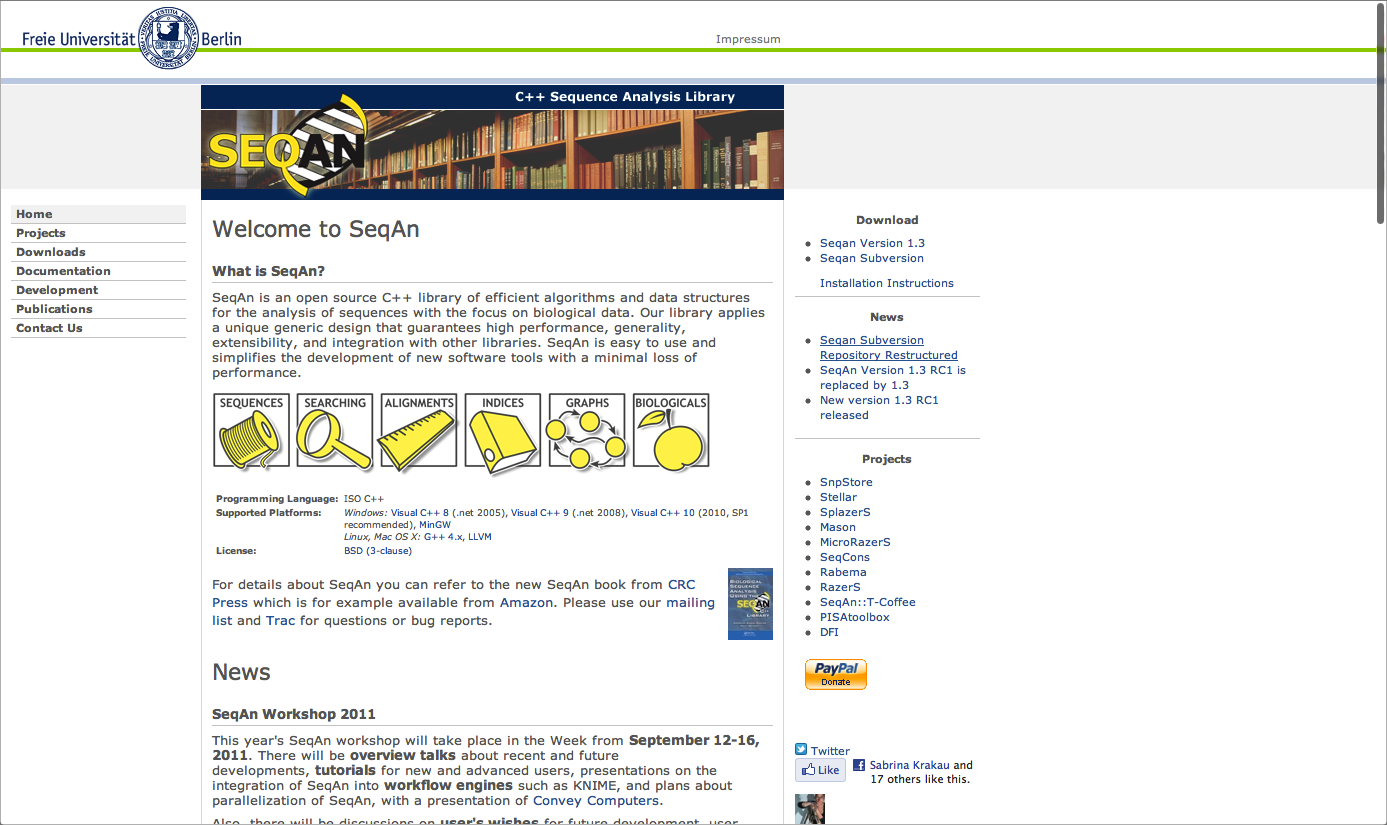 Freie Universität Berlin
Impressum
C++ Sequence Analysis Library
SEQAN
Home
Projects
Downloads
Documentation
Development
Publications
Contact Us
Welcome to SeqAn
What is SeqAn?
SeqAn is an open source C++ library of efficient algorithms and data structures
for the analysis of sequences with the focus on biological data. Our library applies
a unique generic design that guarantees high performance, generality,
extensibility, and integration with other libraries. SeqAn is easy to use and
simplifies the development of new software tools with a minimal loss of
performance.
SEQUENCES SEARCHING ALIGNMENTS INDICES GRAPHS BIOLOGICALS
Programming Language: ISO C++
Supported Platforms: Windows: Visual C++ 8 (.net 2005), Visual C++ 9 (.net 2008), Visual C++ 10 (2010, SP1
recommended), MinGW
Linux, Mac OS X: G++ 4.x, LLVM
License: BSD (3-clause)
For details about SeqAn you can refer to the new SeqAn book from CRC
Press which is for example available from Amazon. Please use our mailing
list and Trac for questions or bug reports.
BIOLOGICAL
SEQUENCE
ANALYSIS
USING THE
SEQAN
C++
LIBRARY
News
SeqAn Workshop 2011
This year's SeqAn workshop will take place in the Week from September 12-16,
2011. There will be overview talks about recent and future
developments, tutorials for new and advanced users, presentations on the
integration of SeqAn into workflow engines such as KNIME, and plans about
parallelization of SeqAn, with a presentation of Convey Computers.
Also, there will be discussions on user's wishes for future development, user
Download
Seqan Version 1.3
Seqan Subversion
Installation Instructions
News
Seqan Subversion
Repository Restructured
SeqAn Version 1.3 RC1 is
replaced by 1.3
New version 1.3 RC1
released
Projects
SnpStore
Stellar
SplazerS
Mason
MicroRazerS
SeqCons
Rabema
RazerS
SeqAn::T-Coffee
PISAtoolbox
DFI
PayPal
Donate
Twitter
Like
Sabrina Krakau and
17 others like this.